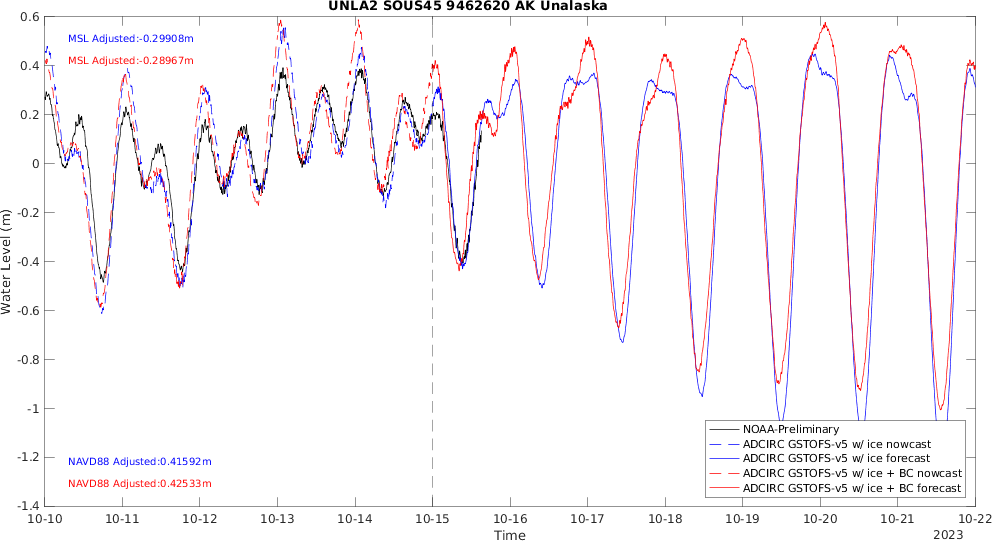 UNLA2 SOUS45 9462620 AK Unalaska
MSL Adjusted:-0.29908m
MSL Adjusted:-0.28967m
0.6
0.4
0.2
0
-0.2
-0.4
-0.6
-0.8
-1
-1.2
-1.4
Water Level (m)
NAVD88 Adjusted:0.41592m
NAVD88 Adjusted:0.42533m
NOAA-Preliminary
ADCIRC GSTOFS-v5 w/ ice nowcast
ADCIRC GSTOFS-v5 w/ ice forecast
ADCIRC GSTOFS-v5 w/ ice + BC nowcast
ADCIRC GSTOFS-v5 w/ ice + BC forecast
10-10 10-11 10-12 10-13 10-14 10-15 10-16 10-17 10-18 10-19 10-20 10-21 10-22
Time
2023